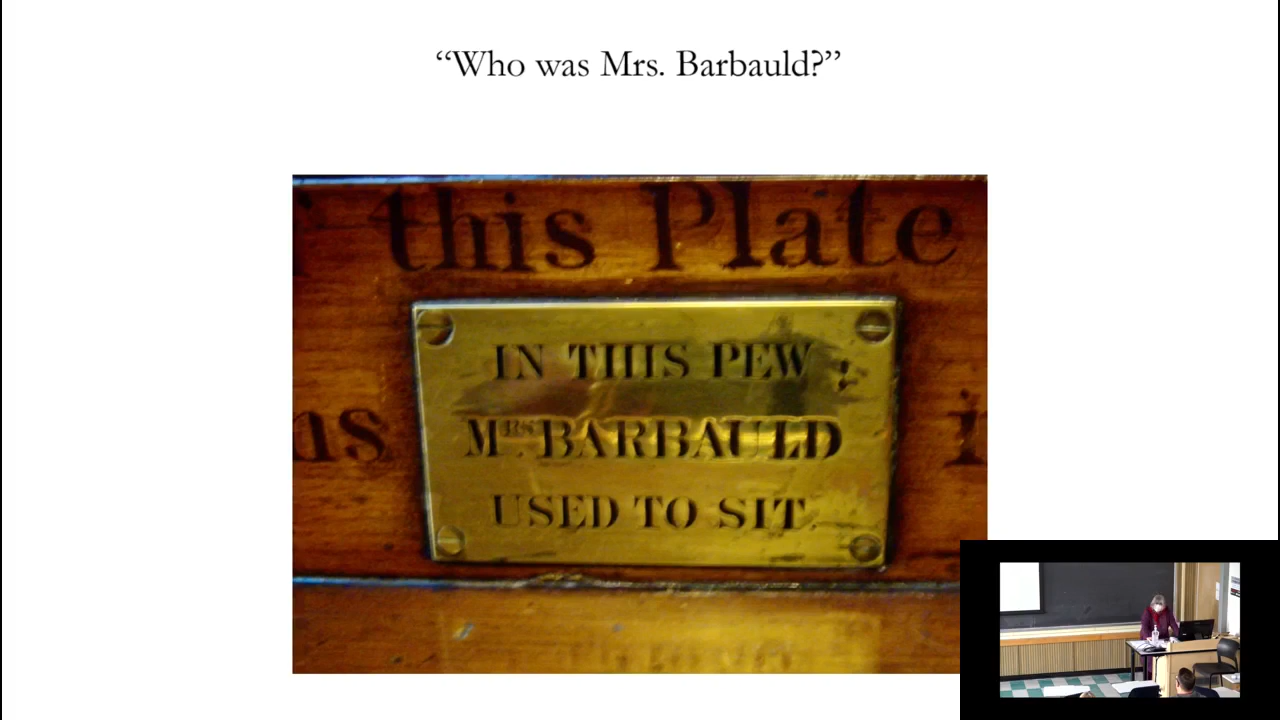 “Who was Mrs. Barbauld?”
this Plate
IN THIS PEW
MRS. BARBAULD
USED TO SIT.